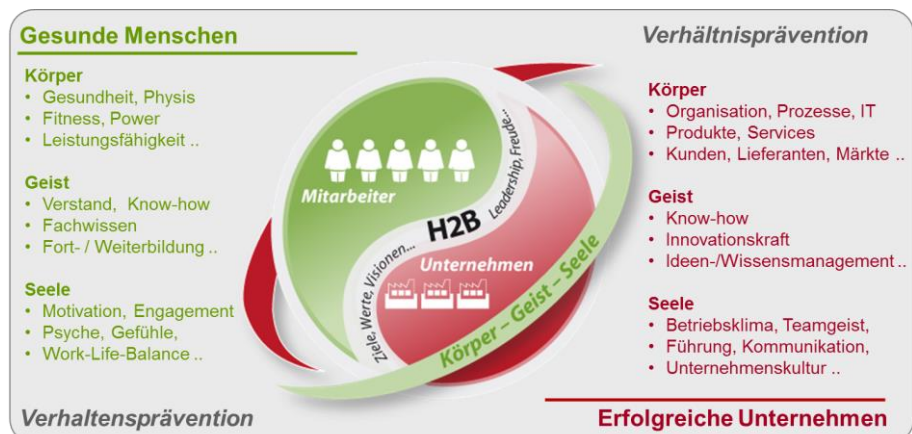 Gesunde Menschen
Körper
• Gesundheit, Physis
• Fitness, Power
• Leistungsfähigkeit ..
Geist
• Verstand, Know-how
• Fachwissen
• Fort- / Weiterbildung ..
Seele
• Motivation, Engagement
• Psyche, Gefühle,
• Work-Life-Balance ..
Verhaltensprävention
Mitarbeiter
Leadership, Freude...
H2B
Ziele, Werte, Visionen...
Unternehmen
Körper – Geist – Seele
Verhältnisprävention
Körper
• Organisation, Prozesse, IT
• Produkte, Services
• Kunden, Lieferanten, Märkte ..
Geist
• Know-how
• Innovationskraft
• Ideen-/Wissensmanagement ..
Seele
• Betriebsklima, Teamgeist,
• Führung, Kommunikation,
• Unternehmenskultur ..
Erfolgreiche Unternehmen